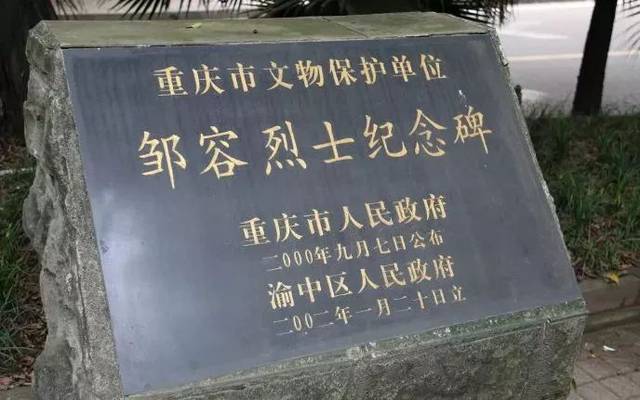 重庆市文物保护单位
邹容烈士纪念碑
重庆市人民政府
二000年九月七日公布
渝中区人民政府
二00二年一月二十日立